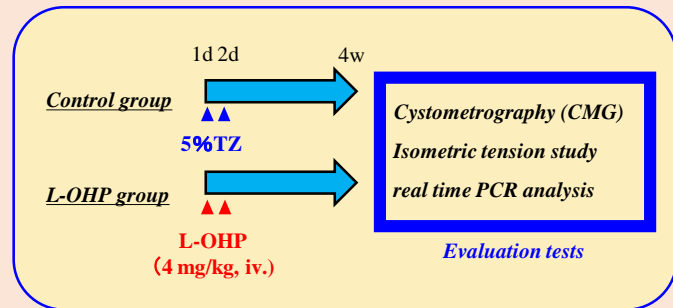 1d 2d 4w
Control group
5%TZ
L-OHP group
L-OHP
(4 mg/kg, iv.)
Cystometrography (CMG)
Isometric tension study
real time PCR analysis
Evaluation tests